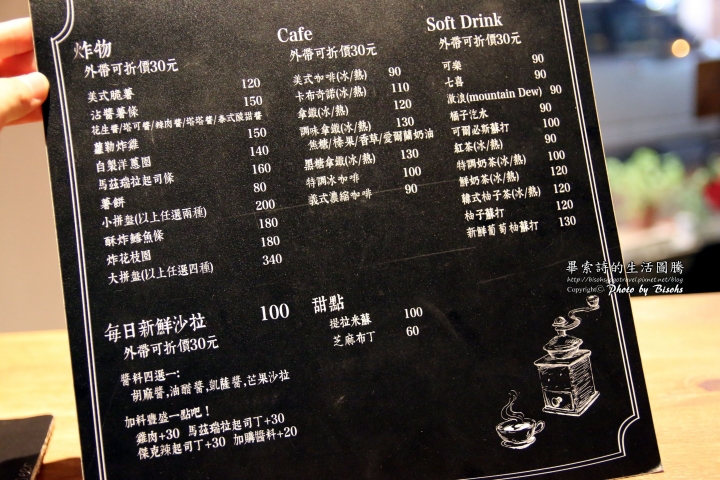 炸物
外帶可折價30元
美式脆薯 120
沾醬薯條 150
花生醬/塔可醬/辣肉醬/塔塔醬/泰式酸甜醬
蘿勒炸雞 150
自製洋蔥圈 140
馬茲瑞拉起司條 160
薯餅 80
小拼盤(以上任選兩種) 200
酥炸鱈魚條 180
炸花枝圈 180
大拼盤(以上任選四種) 340
每日新鮮沙拉 100
外帶可折價30元
醬料四選一:
胡麻醬,油醋醬,凱薩醬,芒果沙拉
加料豐盛一點吧！
雞肉+30 馬茲瑞拉起司丁+30
傑克辣起司丁+30 加購醬料+20
Cafe
外帶可折價30元
美式咖啡(冰/熱) 90
卡布奇諾(冰/熱) 110
拿鐵(冰/熱) 120
調味拿鐵(冰/熱) 130
焦糖/榛果/香草/愛爾蘭奶油
黑糖拿鐵(冰/熱) 130
特調冰咖啡 100
義式濃縮咖啡 90
甜點
提拉米蘇 100
芝麻布丁 60
Soft Drink
外帶可折價30元
可樂 90
七喜 90
激浪(mountain Dew) 90
橘子汽水 90
可爾必斯蘇打 100
紅茶(冰/熱) 90
特調奶茶(冰/熱) 100
鮮奶茶(冰/熱) 120
韓式柚子茶(冰/熱) 120
柚子蘇打 120
新鮮葡萄柚蘇打 130
畢索詩的生活圖騰
Copyright© Photo by Bisohs